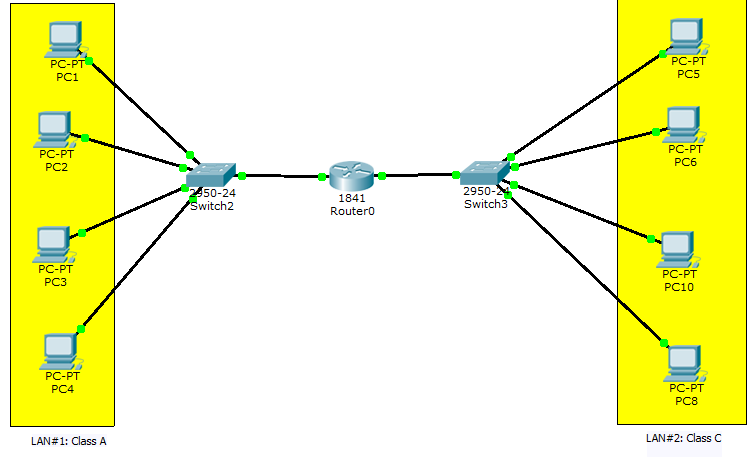 PC-PT
PC1
PC-PT
PC2
PC-PT
PC3
PC-PT
PC4
LAN#1: Class A
2950-24
Switch2
1841
Router0
2950-24
Switch3
PC-PT
PC5
PC-PT
PC6
PC-PT
PC10
PC-PT
PC8
LAN#2: Class C